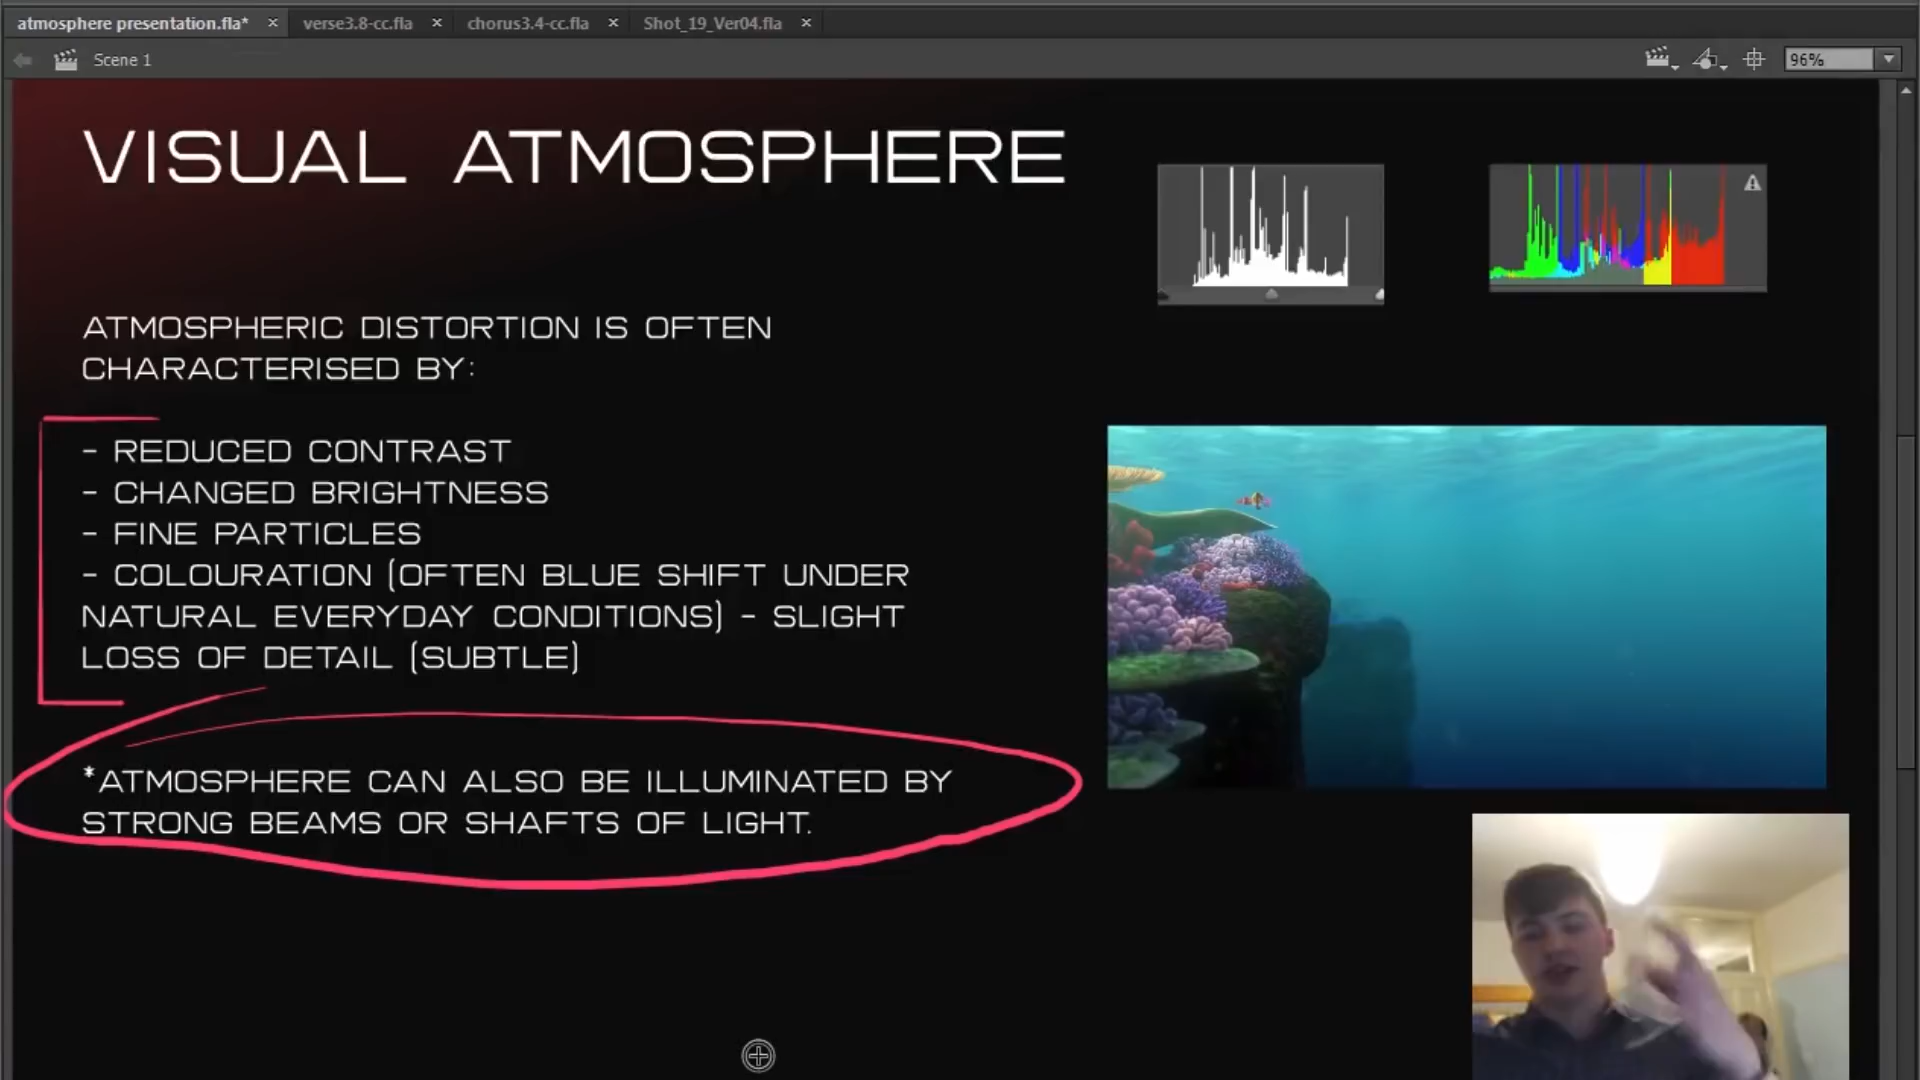 atmosphere presentation.fla* × verse3.8-cc.fla × chorus3.4-cc.fla × Shot_19_Ver04.fla ×
Scene 1
96%
VISUAL ATMOSPHERE
ATMOSPHERIC DISTORTION IS OFTEN
CHARACTERISED BY:
- REDUCED CONTRAST
- CHANGED BRIGHTNESS
- FINE PARTICLES
- COLOURATION (OFTEN BLUE SHIFT UNDER
NATURAL EVERYDAY CONDITIONS) - SLIGHT
LOSS OF DETAIL (SUBTLE)
*ATMOSPHERE CAN ALSO BE ILLUMINATED BY
STRONG BEAMS OR SHAFTS OF LIGHT.